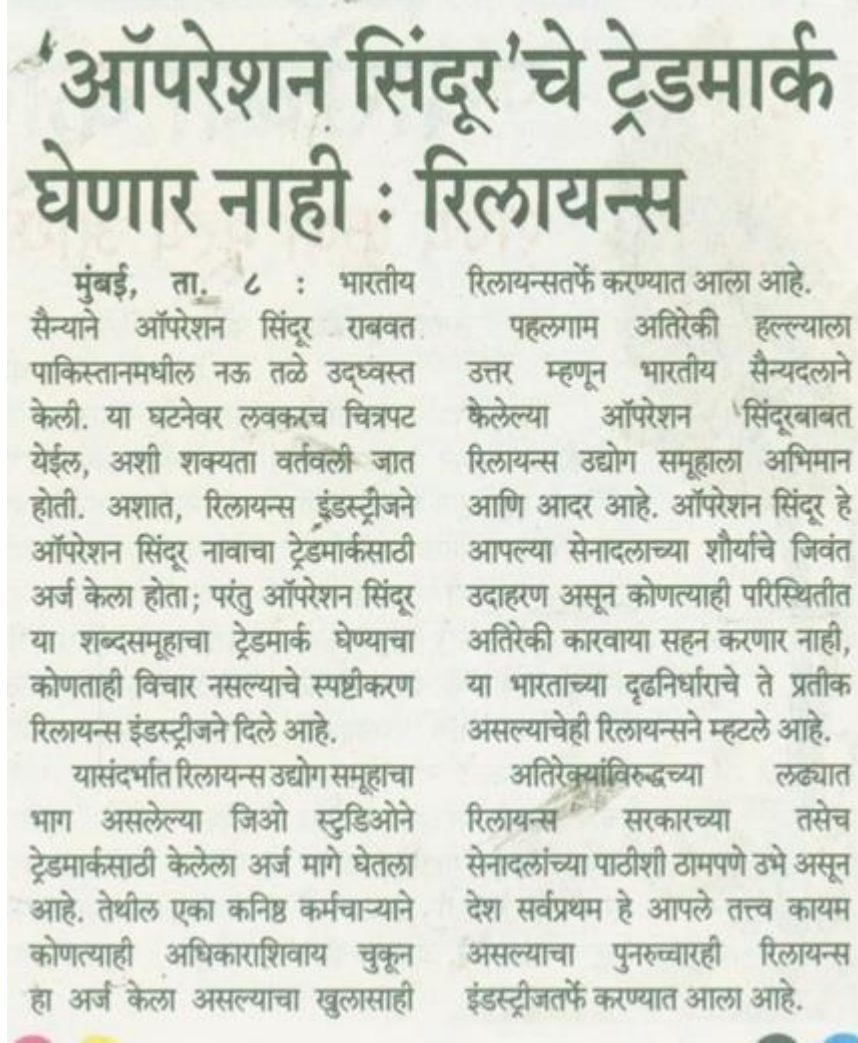 ‘ऑपरेशन सिंदूर’चे ट्रेडमार्क
घेणार नाही : रिलायन्स
मुंबई, ता. ८ : भारतीय
सैन्याने ऑपरेशन सिंदूर राबवत
पाकिस्तानमधील नऊ तळे उद्ध्वस्त
केली. या घटनेवर लवकरच चित्रपट
येईल, अशी शक्यता वर्तवली जात
होती. अशात, रिलायन्स इंडस्ट्रीजने
ऑपरेशन सिंदूर नावाचा ट्रेडमार्कसाठी
अर्ज केला होता; परंतु ऑपरेशन सिंदूर
या शब्दसमूहाचा ट्रेडमार्क घेण्याचा
कोणताही विचार नसल्याचे स्पष्टीकरण
रिलायन्स इंडस्ट्रीजने दिले आहे.
यासंदर्भात रिलायन्स उद्योग समूहाचा
भाग असलेल्या जिओ स्टुडिओने
ट्रेडमार्कसाठी केलेला अर्ज मागे घेतला
आहे. तेथील एका कनिष्ठ कर्मचाऱ्याने
कोणत्याही अधिकाराशिवाय चुकून
हा अर्ज केला असल्याचा खुलासाही
रिलायन्सतर्फे करण्यात आला आहे.
पहलगाम अतिरेकी हल्ल्याला
उत्तर म्हणून भारतीय सैन्यदलाने
केलेल्या ऑपरेशन सिंदूरबाबत
रिलायन्स उद्योग समूहाला अभिमान
आणि आदर आहे. ऑपरेशन सिंदूर हे
आपल्या सेनादलाच्या शौर्याचे जिवंत
उदाहरण असून कोणत्याही परिस्थितीत
अतिरेकी कारवाया सहन करणार नाही,
या भारताच्या दृढनिर्धाराचे ते प्रतीक
असल्याचेही रिलायन्सने म्हटले आहे.
अतिरेक्यांविरुद्धच्या लढ्यात
रिलायन्स सरकारच्या तसेच
सेनादलांच्या पाठीशी ठामपणे उभे असून
देश सर्वप्रथम हे आपले तत्त्व कायम
असल्याचा पुनरुच्चारही रिलायन्स
इंडस्ट्रीजतर्फे करण्यात आला आहे.